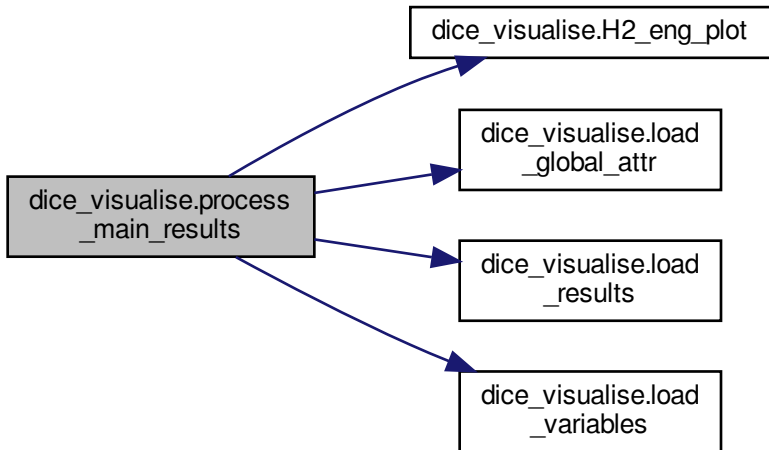 dice_visualise.H2_eng_plot
dice_visualise.load
_global_attr
dice_visualise.process
_main_results
dice_visualise.load
_results
dice_visualise.load
_variables